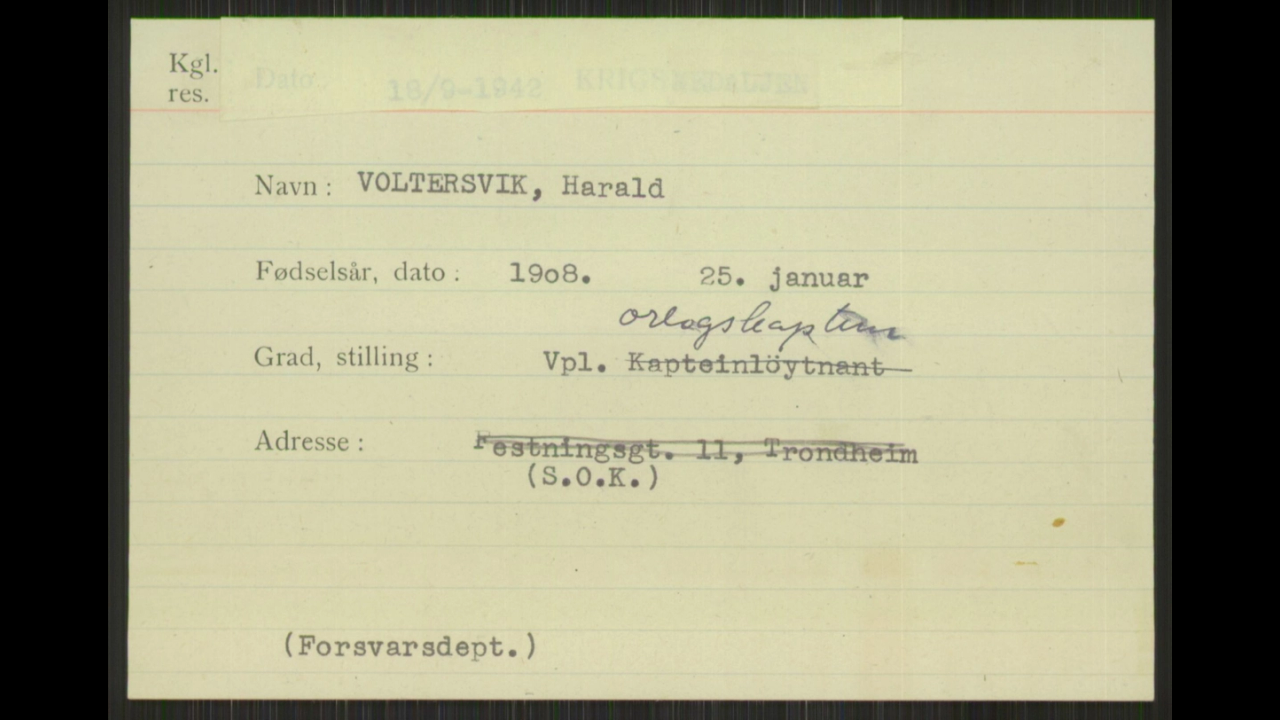 Kgl.
res.
Dato: 18/9-1942 KRIGSMEDALJEN
Navn: VOLTERSVIK, Harald
Fødselsår, dato: 19o8. 25. januar
orlogskaptein
Grad, stilling: Vpl. Kapteinlöytnant
Adresse: Festningsgt. 11, Trondheim
(S.O.K.)
(Forsvarsdept.)